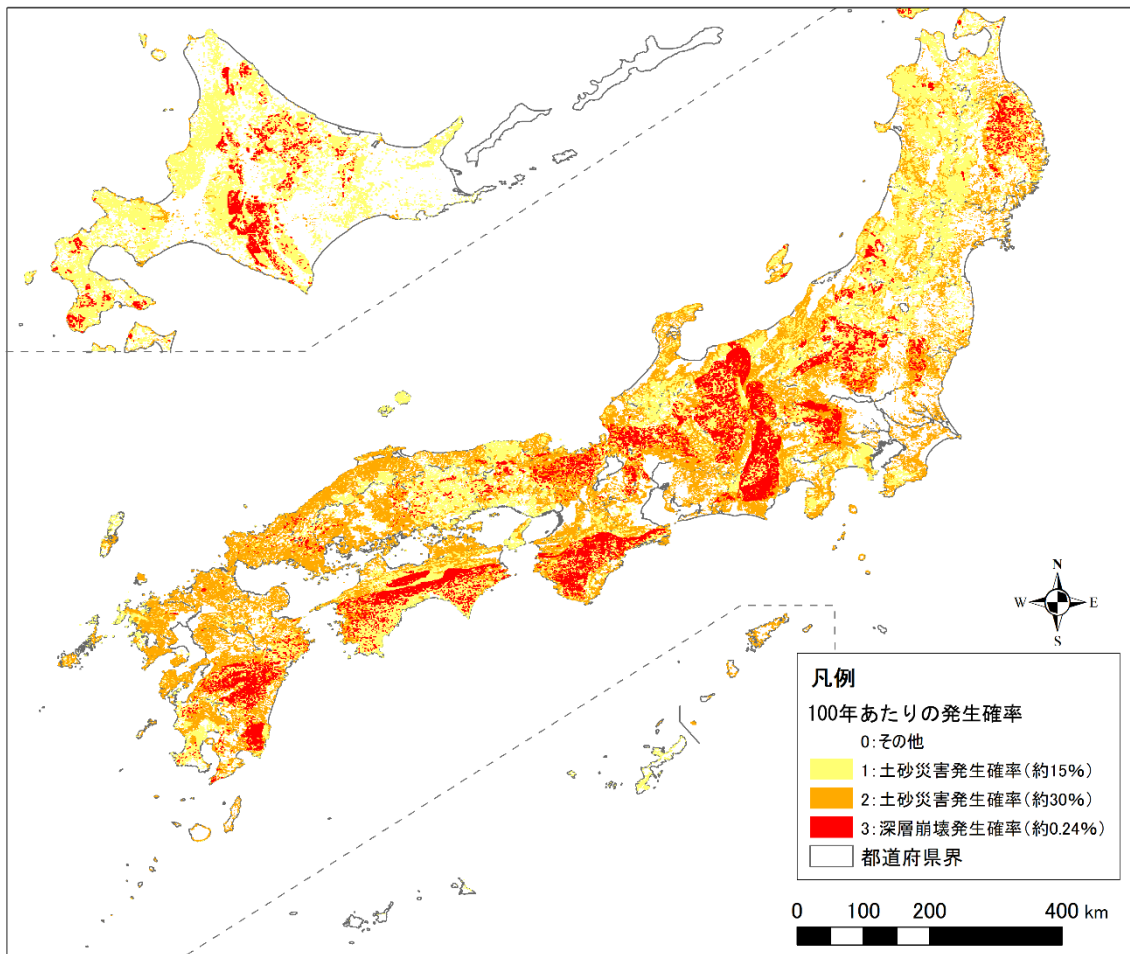 N
W
E
S
凡例
100年あたりの発生確率
0:その他
1:土砂災害発生確率(約15%)
2:土砂災害発生確率(約30%)
3:深層崩壊発生確率(約0.24%)
都道府県界
0 100 200 400 km